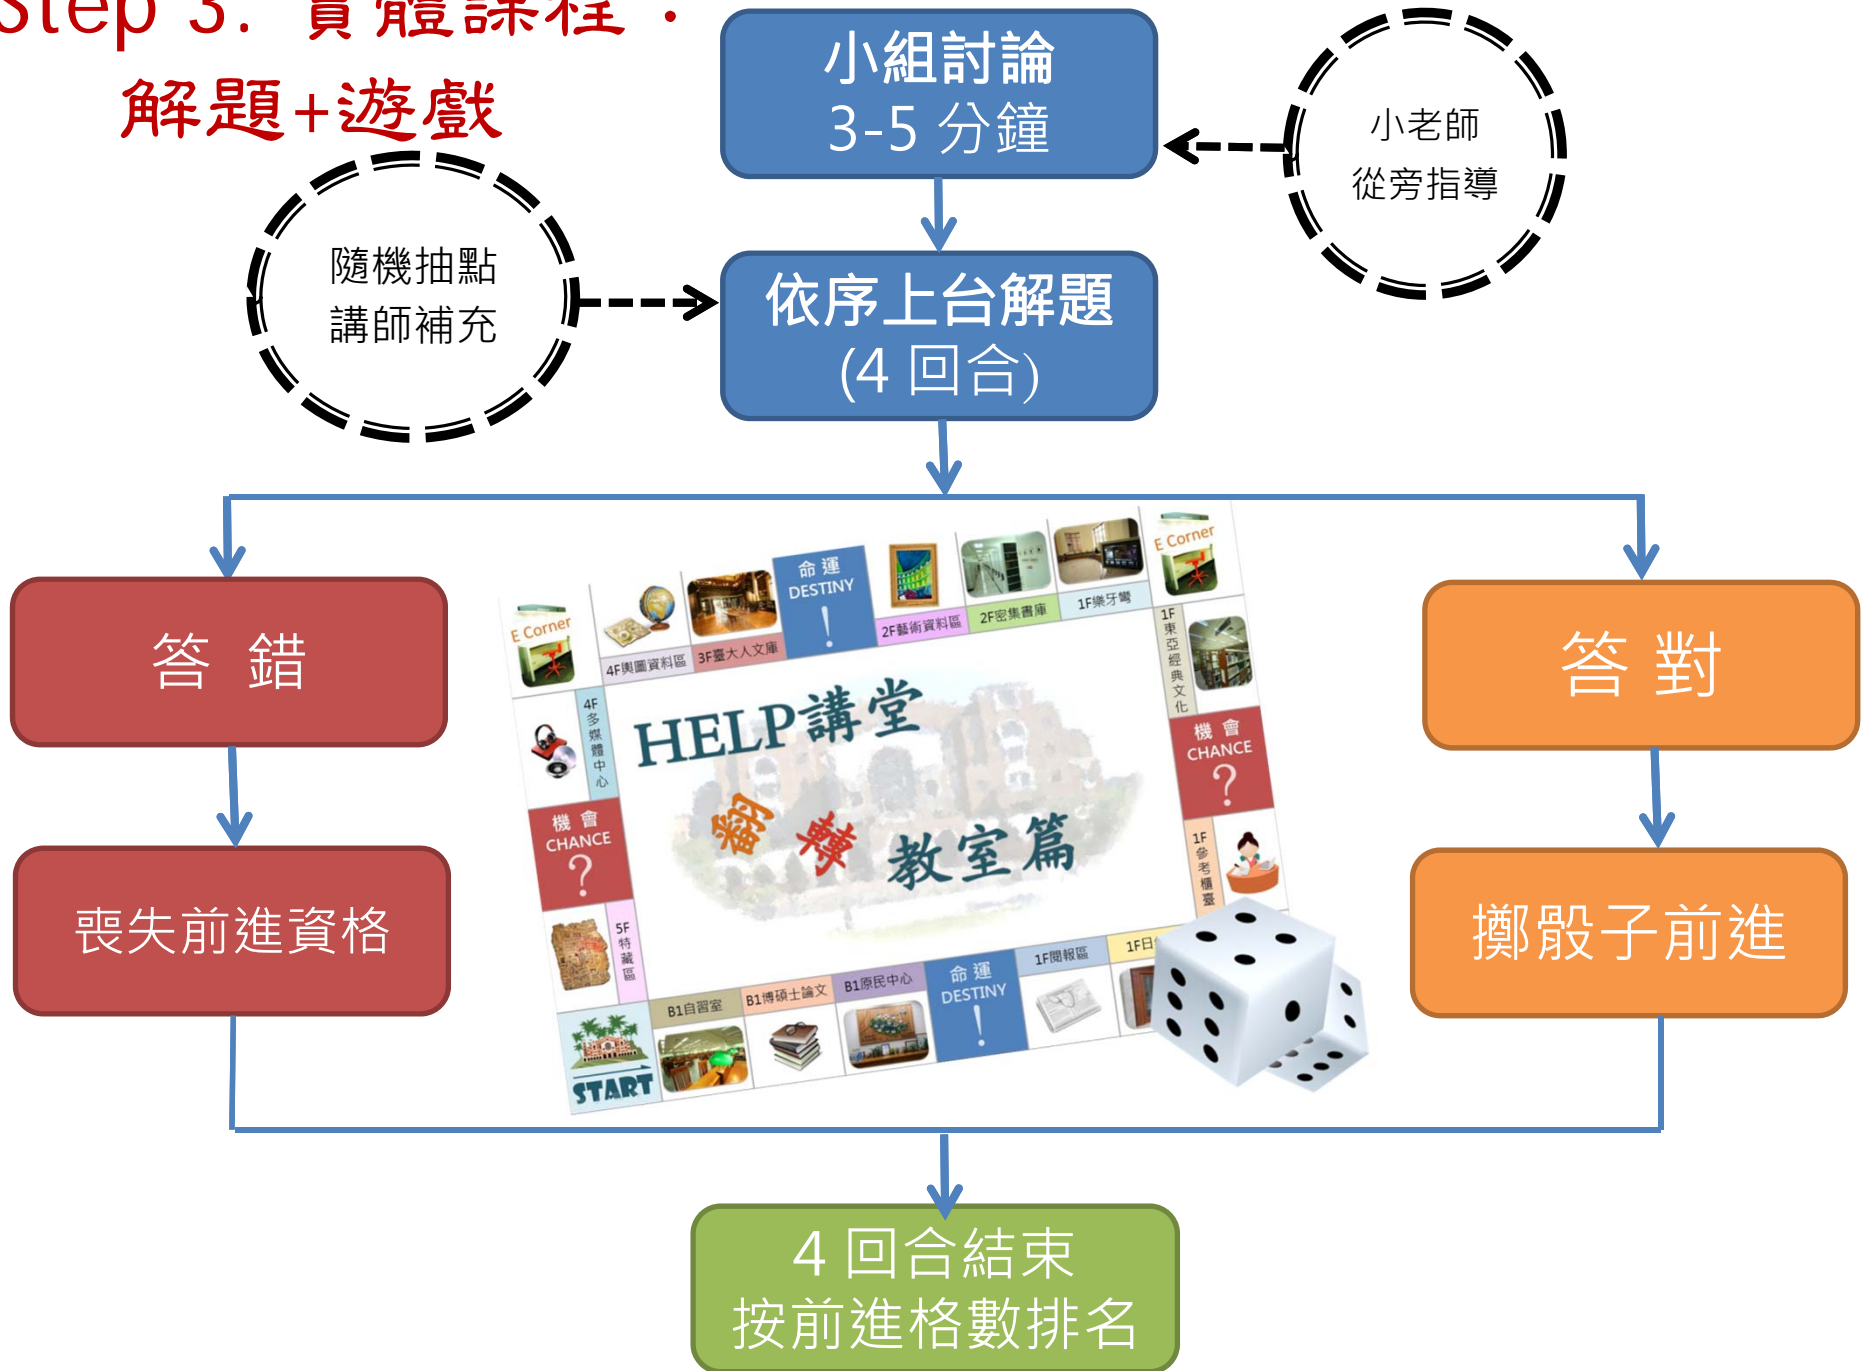 Step 3. 實體課程：
解題+遊戲
小組討論
3-5 分鐘
小老師
從旁指導
隨機抽點
講師補充
依序上台解題
(4 回合)
答 錯
答 對
喪失前進資格
擲骰子前進
E Corner
4F輿圖資料區
3F臺大人文庫
命運
DESTINY
!
2F藝術資料區
2F密集書庫
1F樂牙彎
E Corner
1F東亞經典文化
機會
CHANCE
?
1F參考櫃臺
4F多媒體中心
機會
CHANCE
?
5F特藏區
HELP講堂
翻轉教室篇
START
B1自習室
B1博碩士論文
B1原民中心
命運
DESTINY
!
1F閱報區
1F日
4 回合結束
按前進格數排名